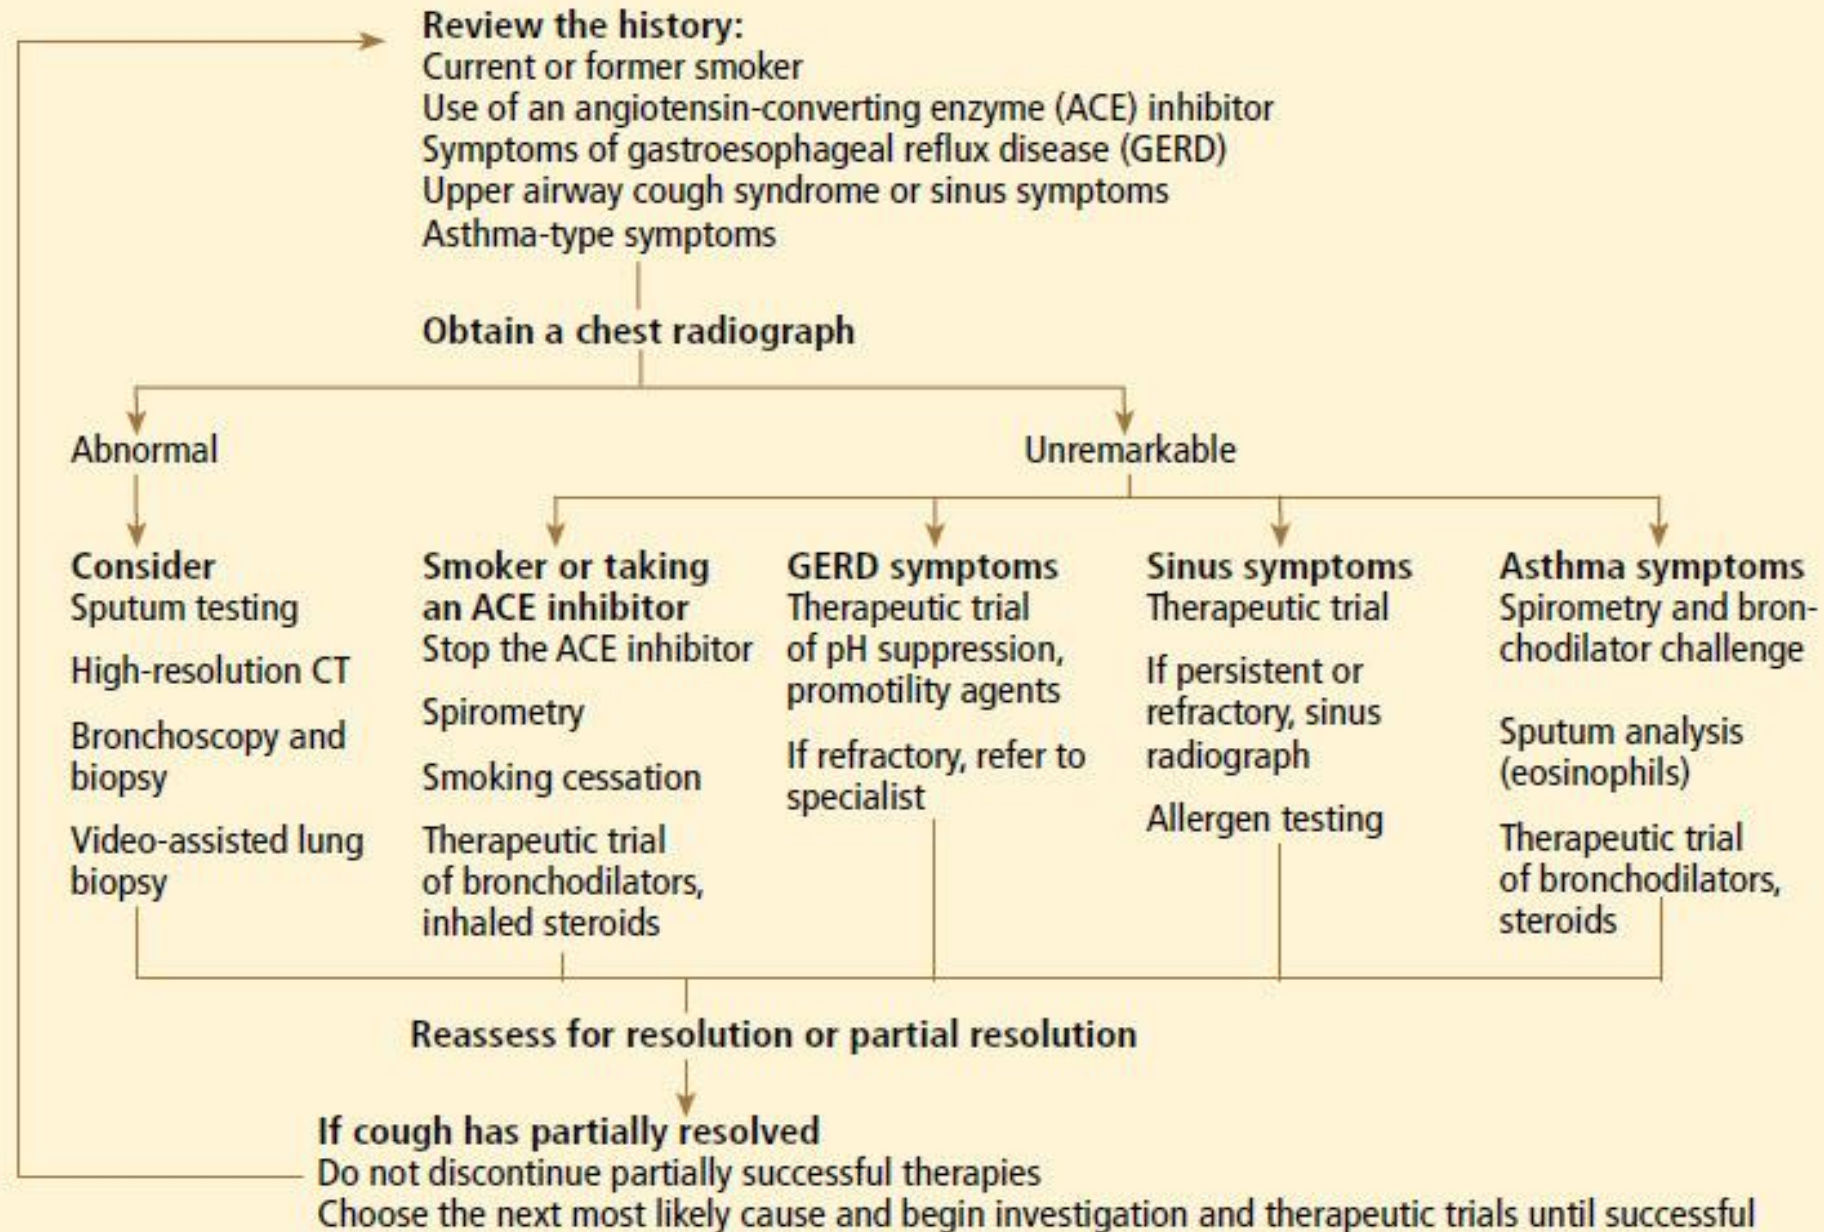 Review the history:
Current or former smoker
Use of an angiotensin-converting enzyme (ACE) inhibitor
Symptoms of gastroesophageal reflux disease (GERD)
Upper airway cough syndrome or sinus symptoms
Asthma-type symptoms
Obtain a chest radiograph
Abnormal
Unremarkable
Consider
Sputum testing
High-resolution CT
Bronchoscopy and
biopsy
Video-assisted lung
biopsy
Smoker or taking
an ACE inhibitor
Stop the ACE inhibitor
Spirometry
Smoking cessation
Therapeutic trial
of bronchodilators,
inhaled steroids
GERD symptoms
Therapeutic trial
of pH suppression,
promotility agents
If refractory, refer to
specialist
Sinus symptoms
Therapeutic trial
If persistent or
refractory, sinus
radiograph
Allergen testing
Asthma symptoms
Spirometry and bron-
chodilator challenge
Sputum analysis
(eosinophils)
Therapeutic trial
of bronchodilators,
steroids
Reassess for resolution or partial resolution
If cough has partially resolved
Do not discontinue partially successful therapies
Choose the next most likely cause and begin investigation and therapeutic trials until successful